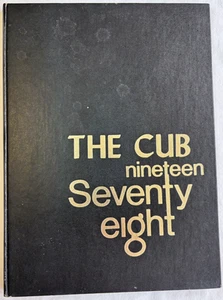 THE CUB
nineteen
Seventy
eight